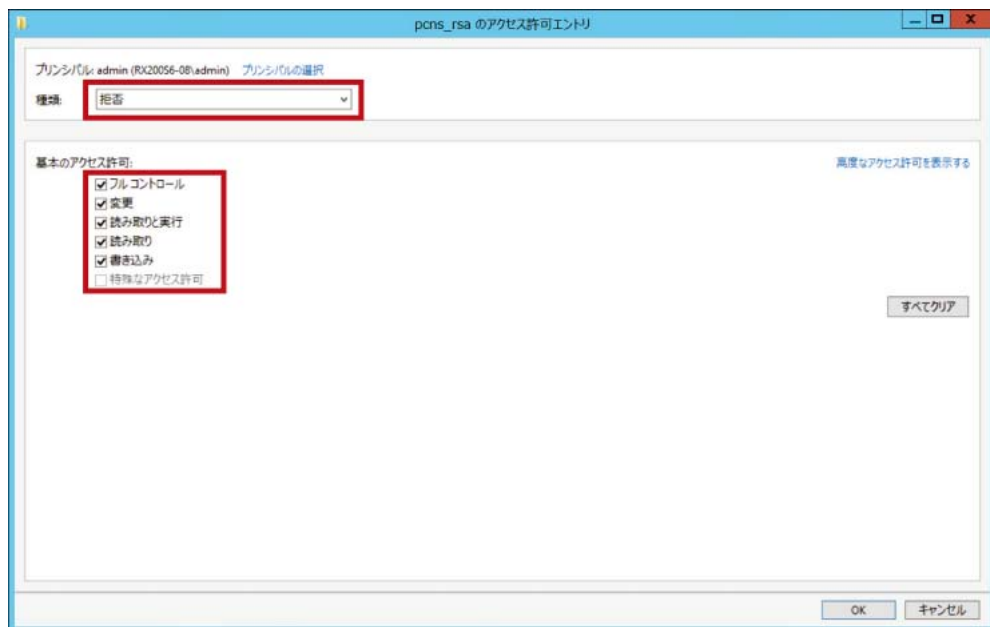 pcns_rsa のアクセス許可エントリ
プリンシパル: admin (RX200S6-08\admin) プリンシパルの選択
種類: 拒否
基本のアクセス許可: 高度なアクセス許可を表示する
フル コントロール
変更
読み取りと実行
読み取り
書き込み
特殊なアクセス許可
すべてクリア
OK キャンセル